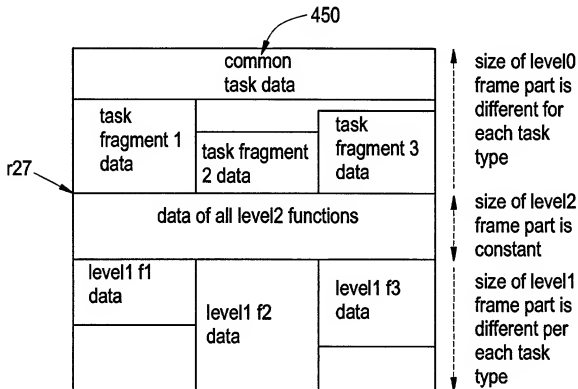 450
common
task data
task
fragment 1
data
task fragment
2 data
task
fragment 3
data
size of level0
frame part is
different for
each task
type
r27
data of all level2 functions
size of level2
frame part is
constant
level1 f1
data
level1 f2
data
level1 f3
data
size of level1
frame part is
different per
each task
type